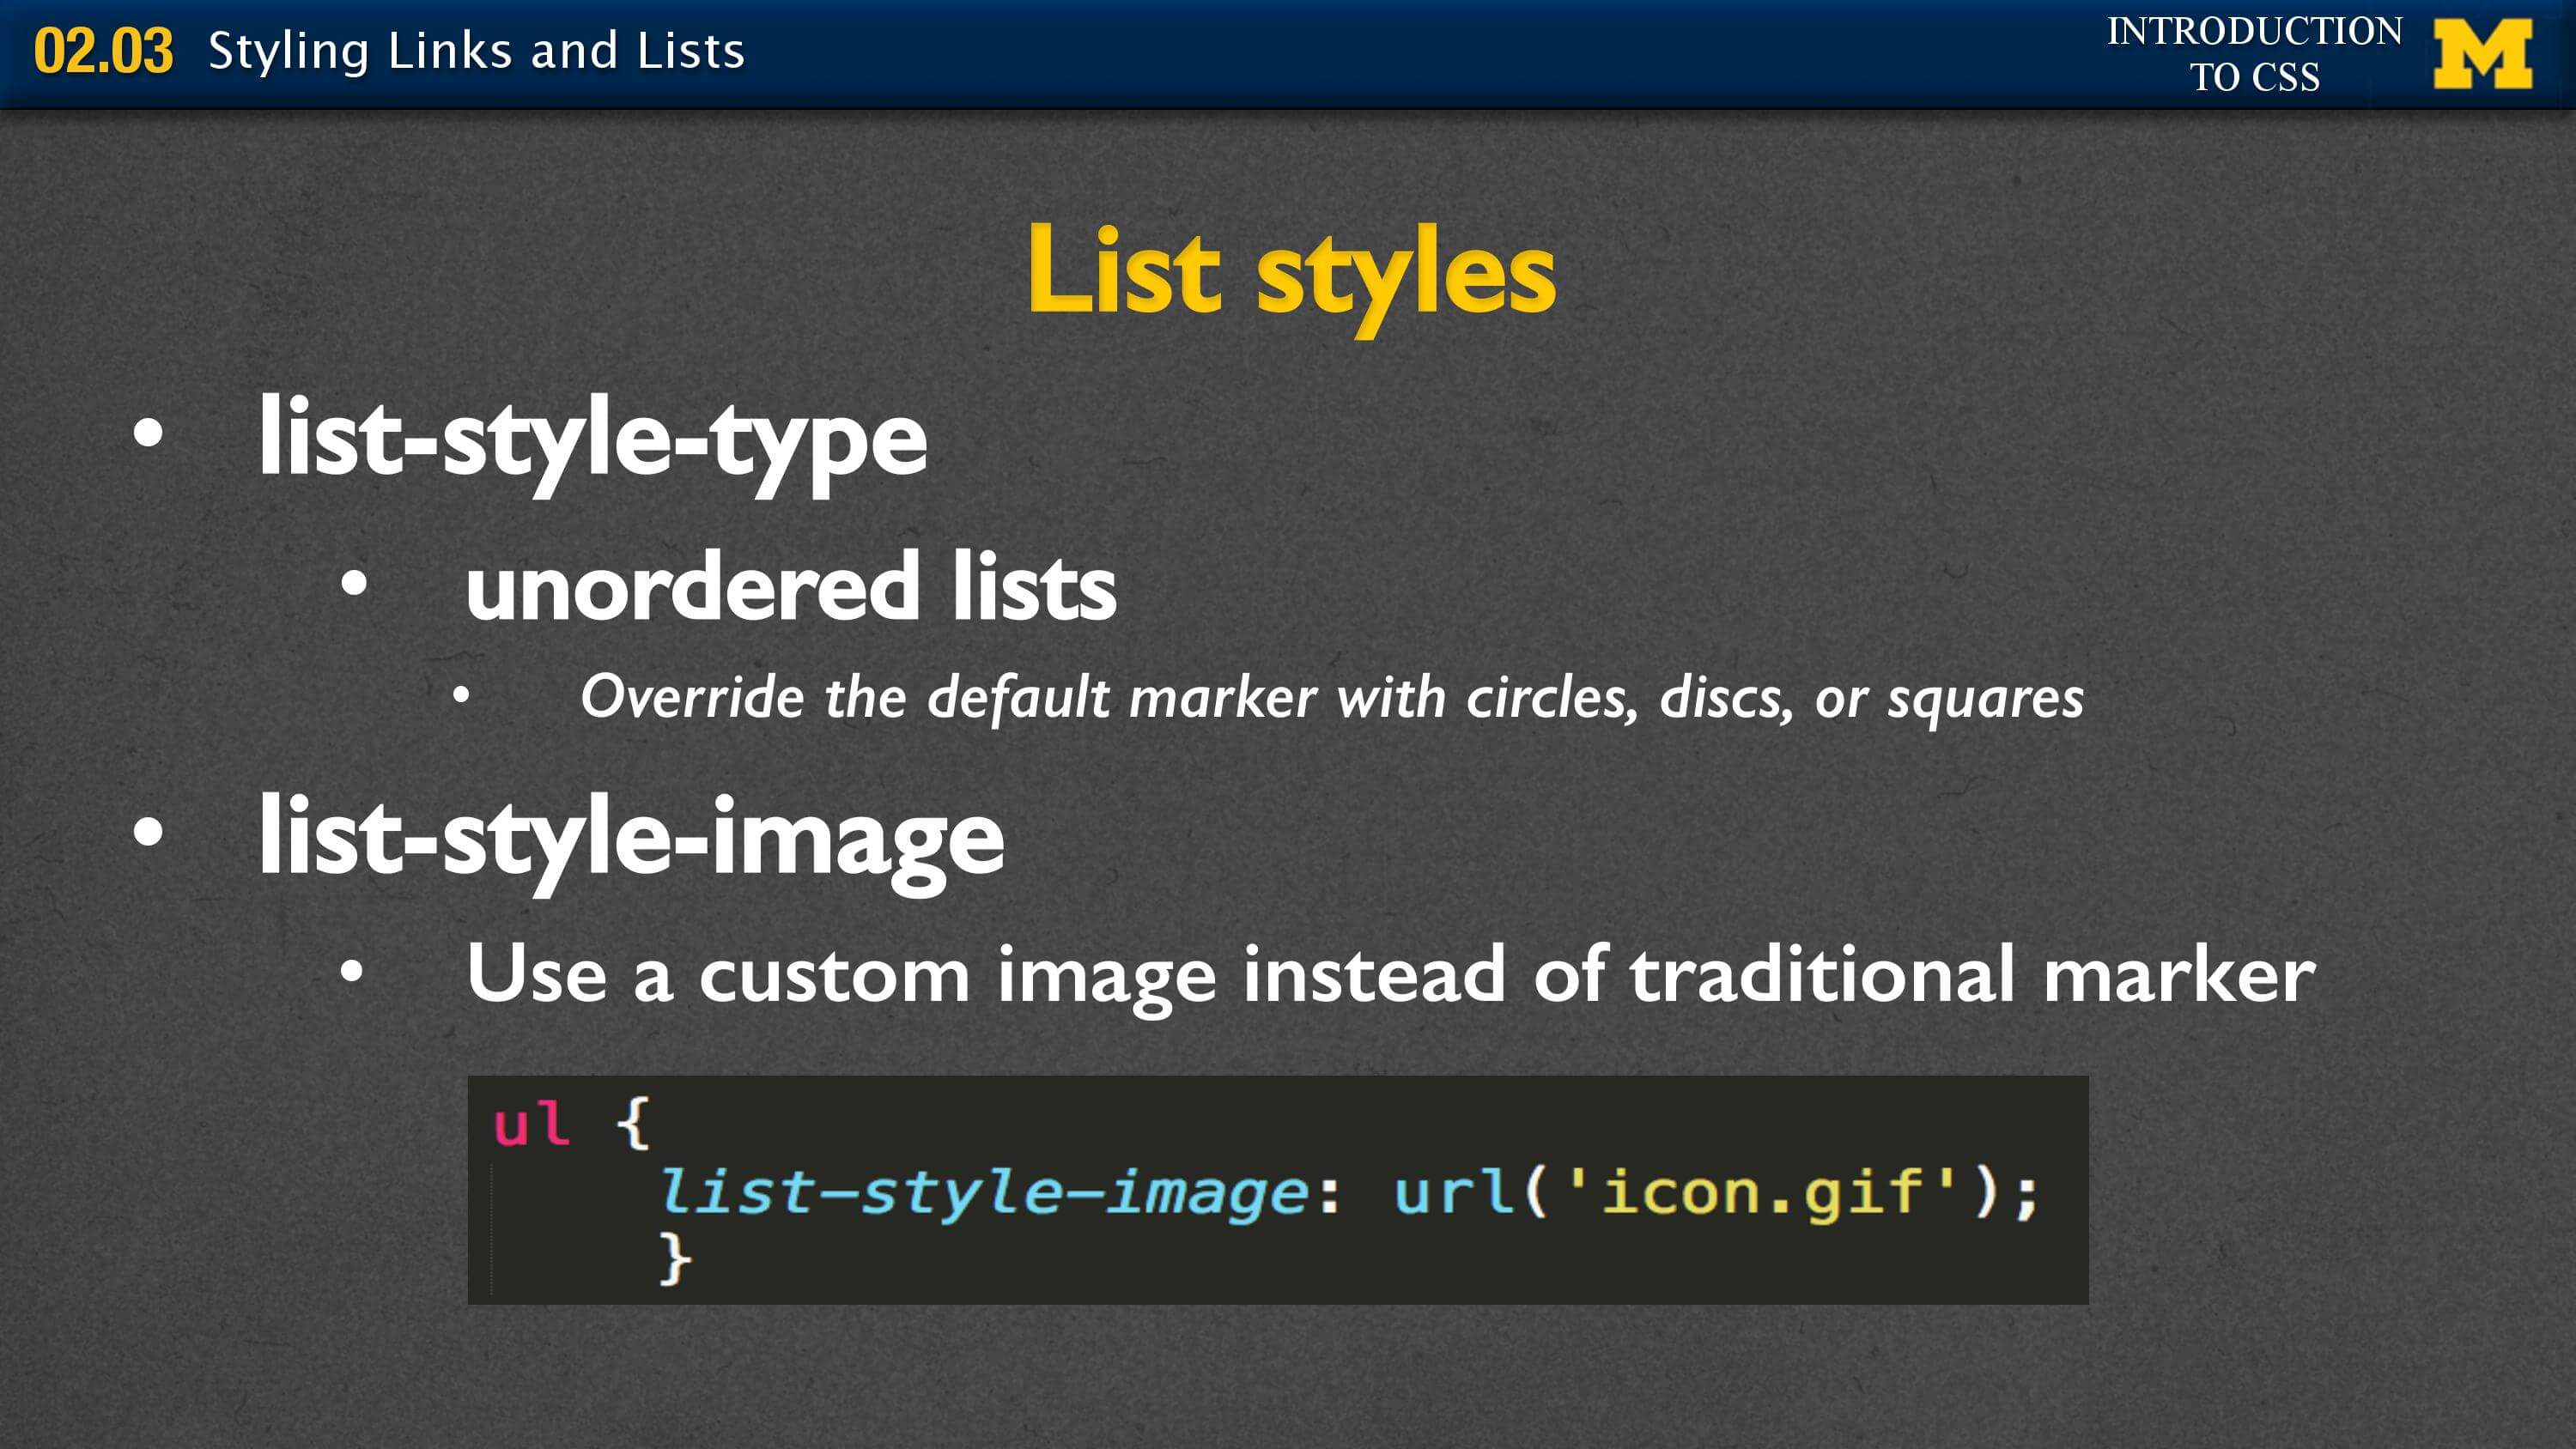 02.03 Styling Links and Lists
INTRODUCTION
TO CSS
M
List styles
• list-style-type
• unordered lists
• Override the default marker with circles, discs, or squares
• list-style-image
• Use a custom image instead of traditional marker
ul {
list-style-image: url('icon.gif');
}